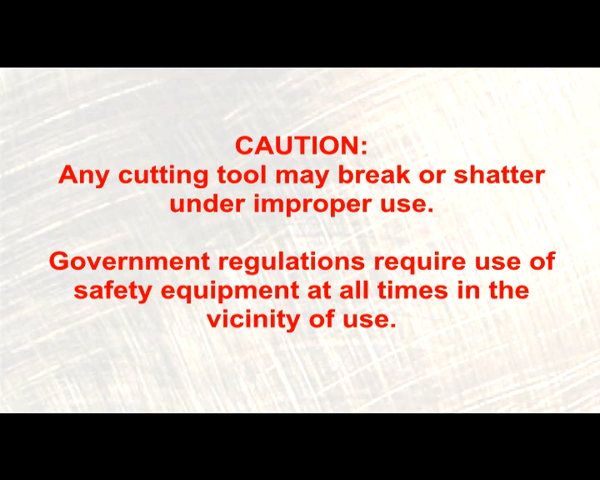 CAUTION:
Any cutting tool may break or shatter
under improper use.
Government regulations require use of
safety equipment at all times in the
vicinity of use.